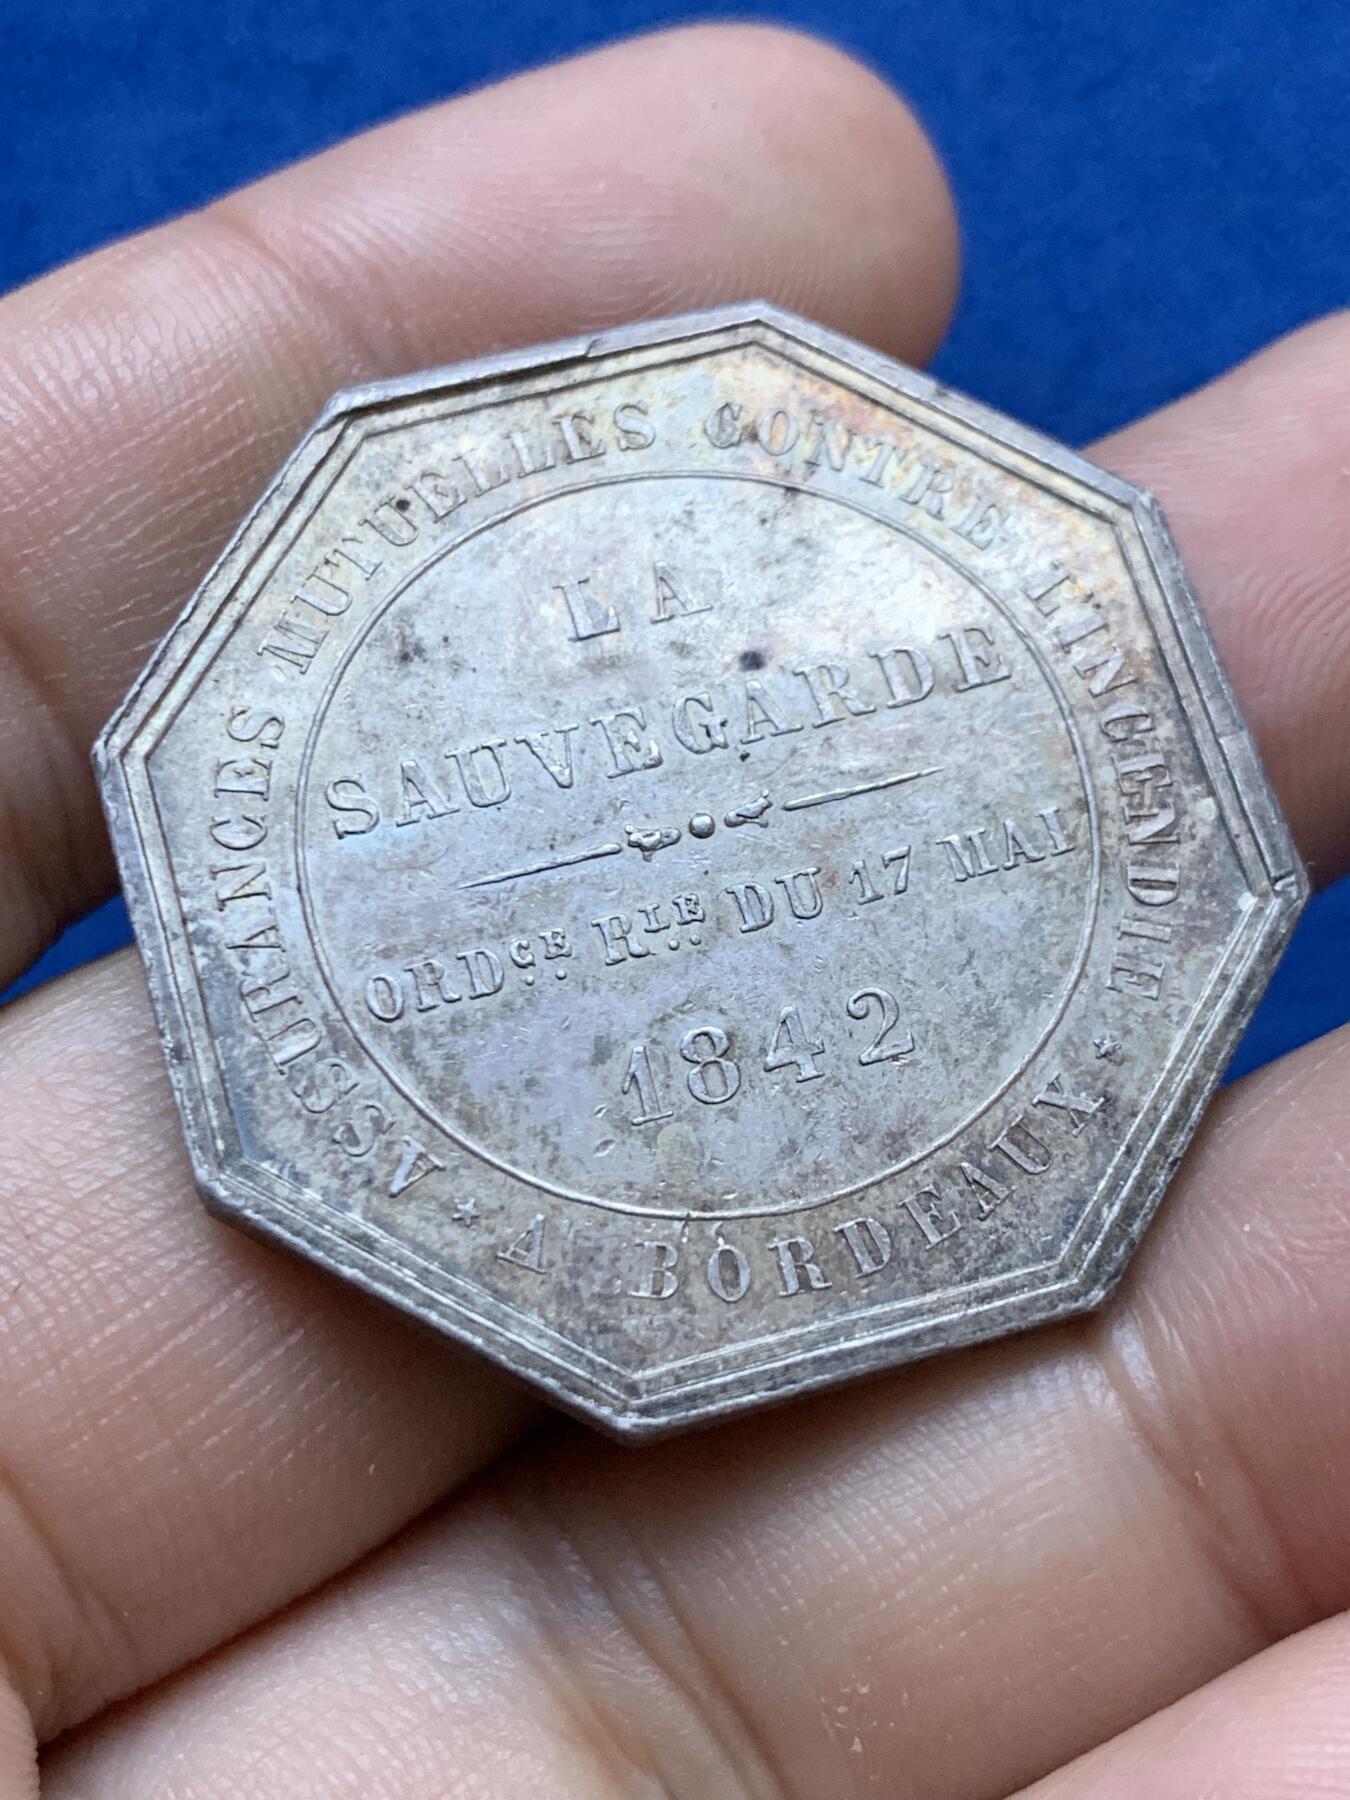 ASSURANCES MUTUELLES CONTRE L'INCENDIE
LA
SAUVEGARDE
ORDCE RLE DU 17 MAI
1842
* A BORDEAUX *